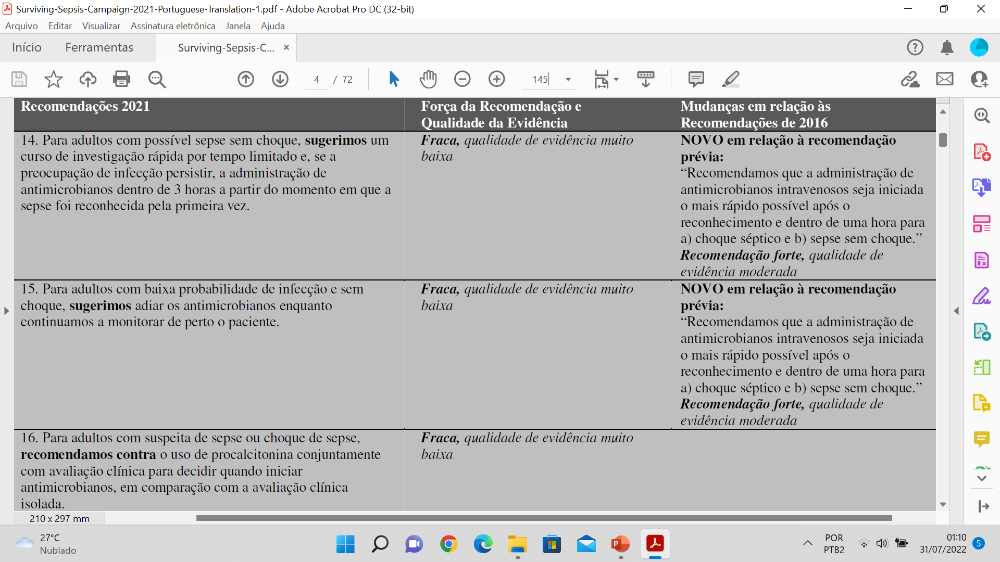 Surviving-Sepsis-Campaign-2021-Portuguese-Translation-1.pdf - Adobe Acrobat Pro DC (32-bit)
Arquivo Editar Visualizar Assinatura eletrônica Janela Ajuda
Início Ferramentas Surviving-Sepsis-C...
4 / 72 145
Recomendações 2021
Força da Recomendação e
Qualidade da Evidência
Mudanças em relação às
Recomendações de 2016
14. Para adultos com possível sepse sem choque, sugerimos um
curso de investigação rápida por tempo limitado e, se a
preocupação de infecção persistir, a administração de
antimicrobianos dentro de 3 horas a partir do momento em que a
sepse foi reconhecida pela primeira vez.
Fraca, qualidade de evidência muito
baixa
NOVO em relação à recomendação
prévia:
“Recomendamos que a administração de
antimicrobianos intravenosos seja iniciada
o mais rápido possível após o
reconhecimento e dentro de uma hora para
a) choque séptico e b) sepse sem choque.”
Recomendação forte, qualidade de
evidência moderada
15. Para adultos com baixa probabilidade de infecção e sem
choque, sugerimos adiar os antimicrobianos enquanto
continuamos a monitorar de perto o paciente.
Fraca, qualidade de evidência muito
baixa
NOVO em relação à recomendação
prévia:
“Recomendamos que a administração de
antimicrobianos intravenosos seja iniciada
o mais rápido possível após o
reconhecimento e dentro de uma hora para
a) choque séptico e b) sepse sem choque.”
Recomendação forte, qualidade de
evidência moderada
16. Para adultos com suspeita de sepse ou choque de sepse,
recomendamos contra o uso de procalcitonina conjuntamente
com avaliação clínica para decidir quando iniciar
antimicrobianos, em comparação com a avaliação clínica
isolada.
Fraca, qualidade de evidência muito
baixa
210 x 297 mm
27°C
Nublado
POR
PTB2
01:10
31/07/2022
5